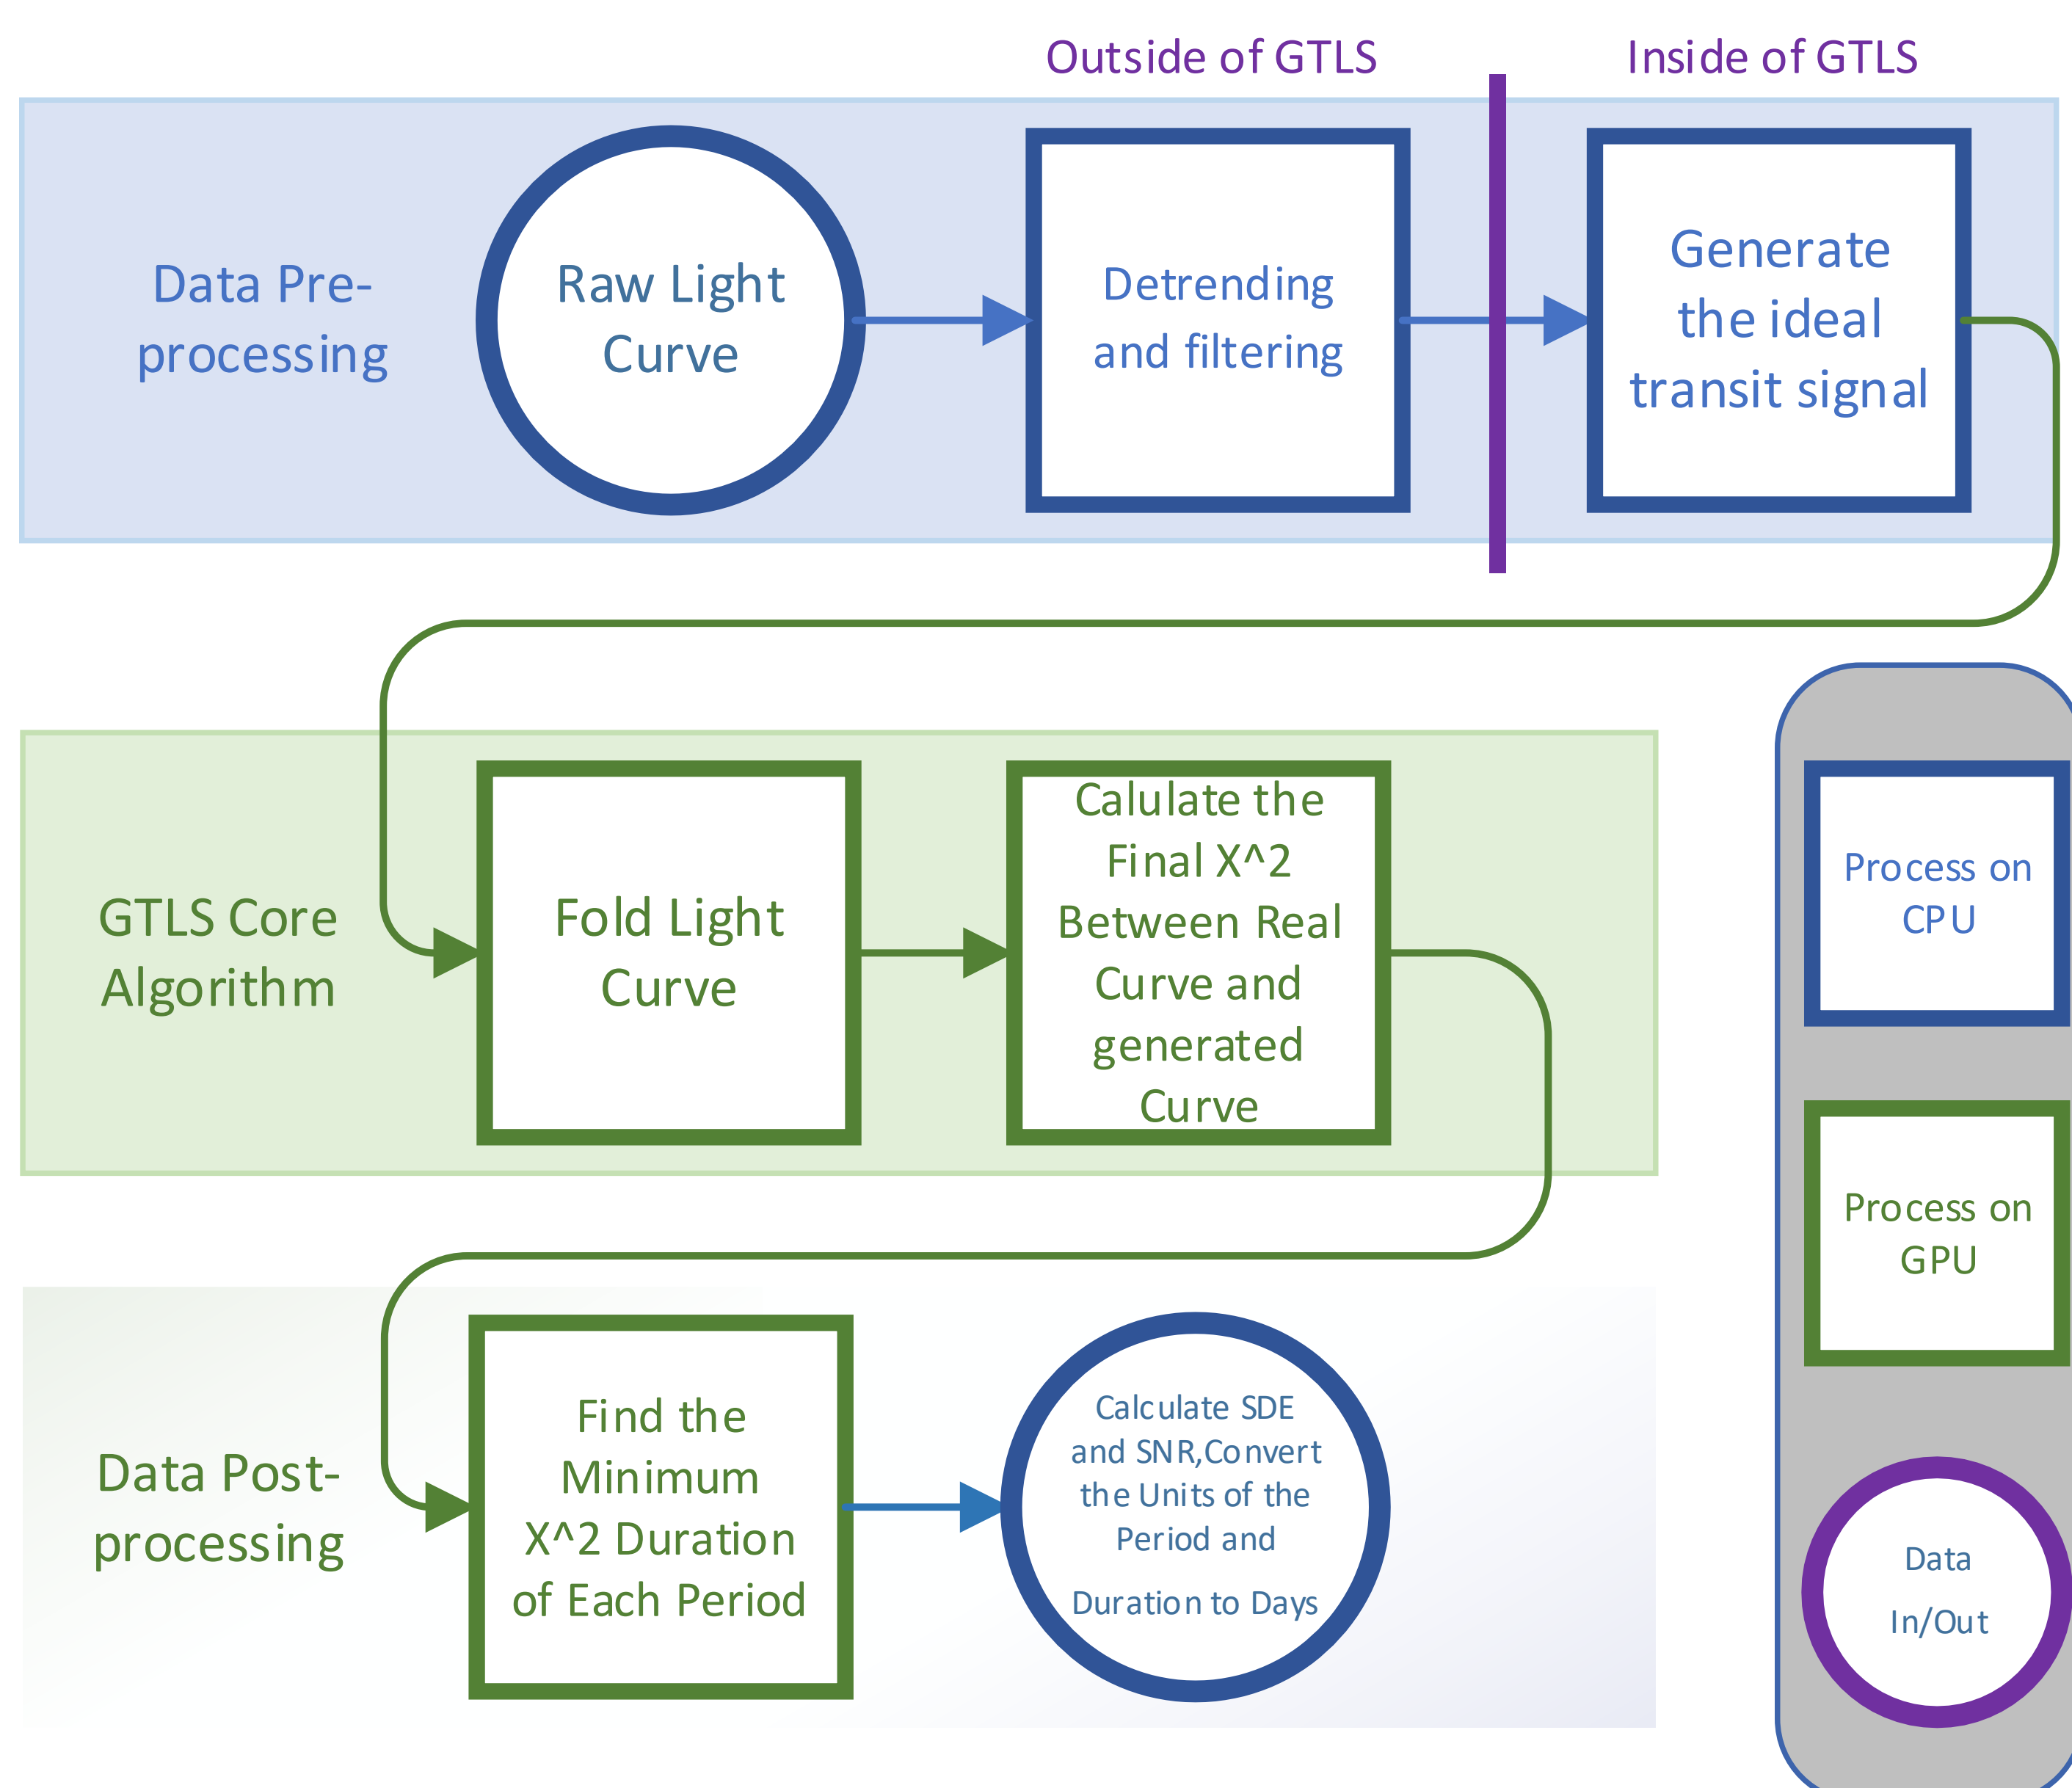 Outside of GTLS
Inside of GTLS
Data Pre-
processing
Raw Light
Curve
Detrending
and filtering
Generate
the ideal
transit signal
GTLS Core
Algorithm
Fold Light
Curve
Calulate the
Final X^2
Between Real
Curve and
generated
Curve
Process on
CPU
Process on
GPU
Data
In/Out
Data Post-
processing
Find the
Minimum
X^2 Duration
of Each Period
Calculate SDE
and SNR,Convert
the Units of the
Period and
Duration to Days